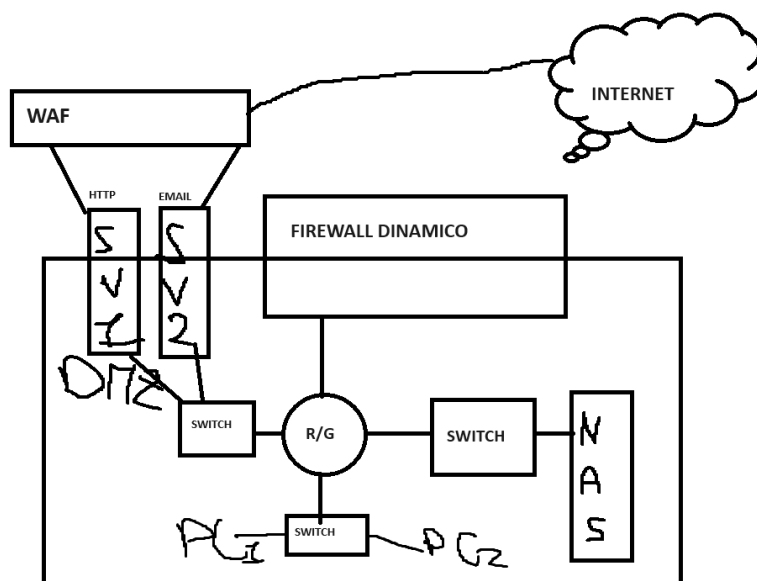 INTERNET
WAF
HTTP
EMAIL
SV1
SV2
FIREWALL DINAMICO
DMZ
SWITCH
R/G
SWITCH
NAS
PC1
SWITCH
PC2